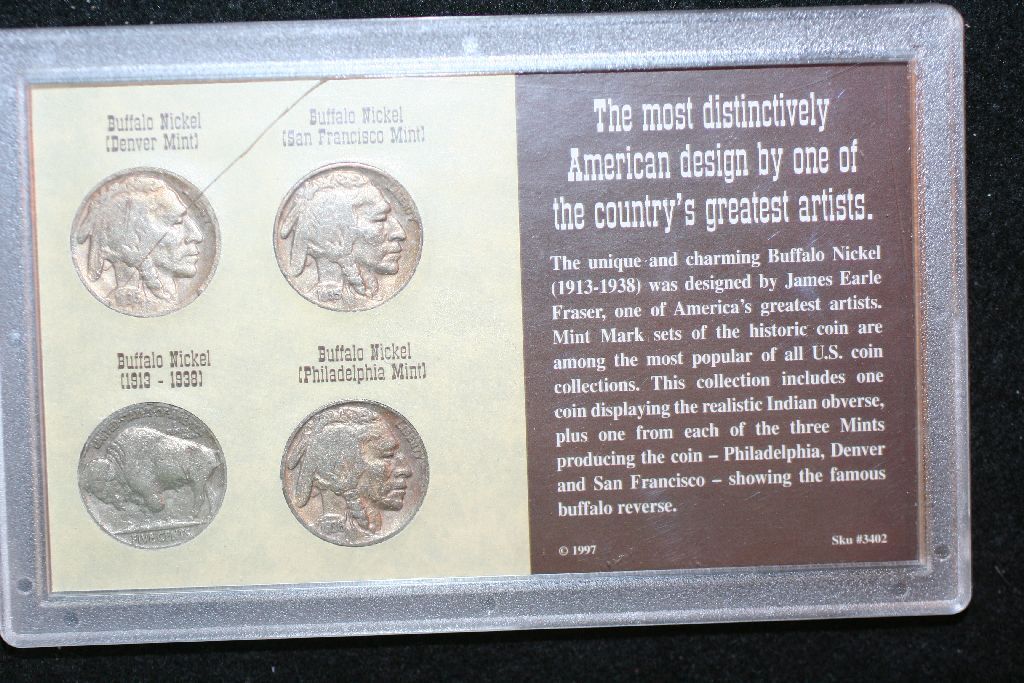 Buffalo Nickel
(Denver Mint)
Buffalo Nickel
(San Francisco Mint)
Buffalo Nickel
(1913 - 1938)
FIVE CENTS
Buffalo Nickel
(Philadelphia Mint)
The most distinctively
American design by one of
the country's greatest artists.
The unique and charming Buffalo Nickel
(1913-1938) was designed by James Earle
Fraser, one of America's greatest artists.
Mint Mark sets of the historic coin are
among the most popular of all U.S. coin
collections. This collection includes one
coin displaying the realistic Indian obverse,
plus one from each of the three Mints
producing the coin – Philadelphia, Denver
and San Francisco – showing the famous
buffalo reverse.
© 1997
Sku #3402